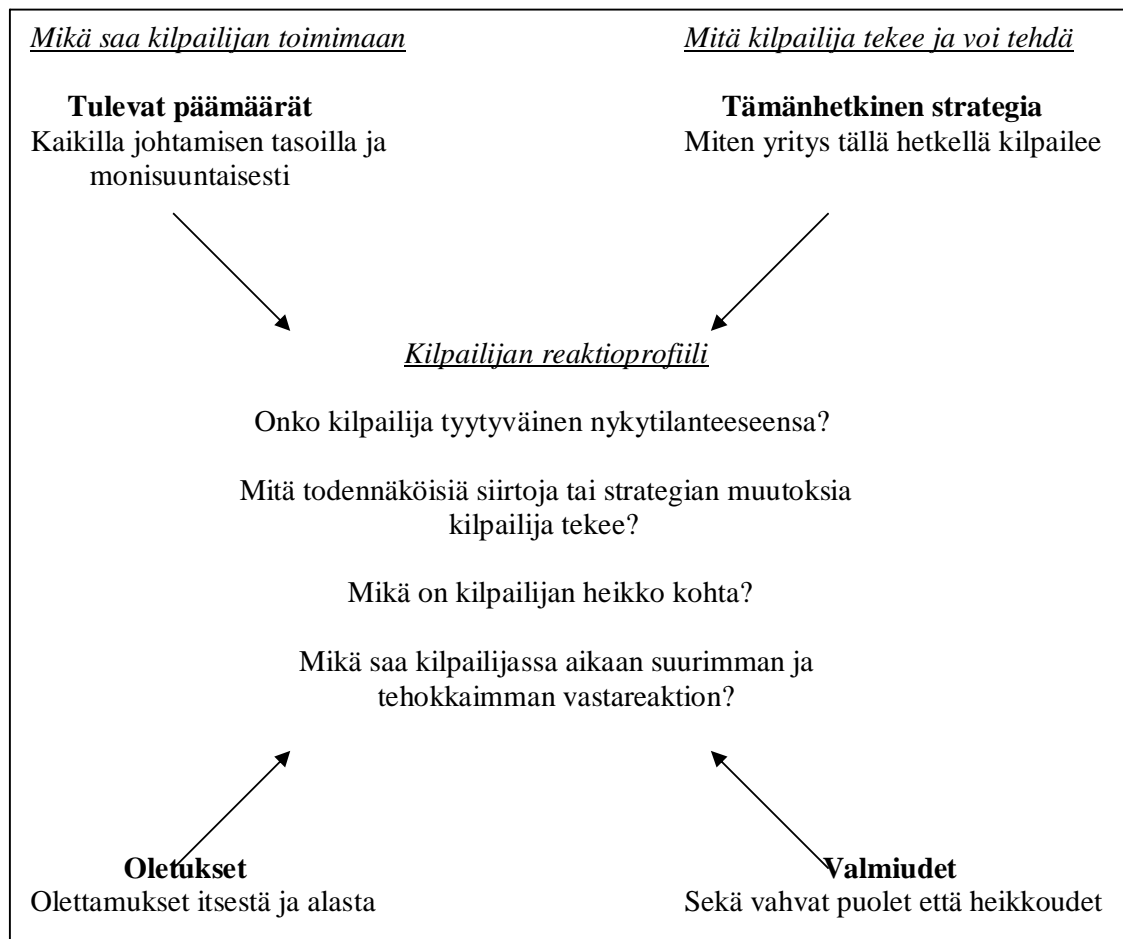 Mikä saa kilpailijan toimimaan
Mitä kilpailija tekee ja voi tehdä
Tulevat päämäärät
Kaikilla johtamisen tasoilla ja
monisuuntaisesti
Tämänhetkinen strategia
Miten yritys tällä hetkellä kilpailee
Kilpailijan reaktioprofiili
Onko kilpailija tyytyväinen nykytilanteeseensa?
Mitä todennäköisiä siirtoja tai strategian muutoksia
kilpailija tekee?
Mikä on kilpailijan heikko kohta?
Mikä saa kilpailijassa aikaan suurimman ja
tehokkaimman vastareaktion?
Oletukset
Olettamukset itsestä ja alasta
Valmiudet
Sekä vahvat puolet että heikkoudet